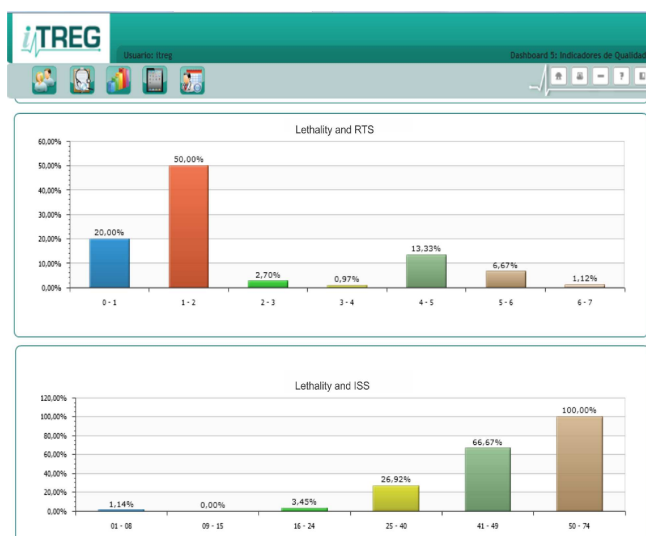 itTREG
Usuario: itreg
Dashboard 5: Indicadores de Qualidad
?
Lethality and RTS
60,00%
50,00%
40,00%
30,00%
20,00%
10,00%
0,00%
20,00%
50,00%
2,70%
0,97%
13,33%
6,67%
1,12%
0 - 1
1 - 2
2 - 3
3 - 4
4 - 5
5 - 6
6 - 7
Lethality and ISS
120,00%
100,00%
80,00%
60,00%
40,00%
20,00%
0,00%
1,14%
0.00%
3,45%
26,92%
66,67%
100,00%
01 - 08
09 - 15
16 - 24
25 - 40
41 - 49
50 - 74